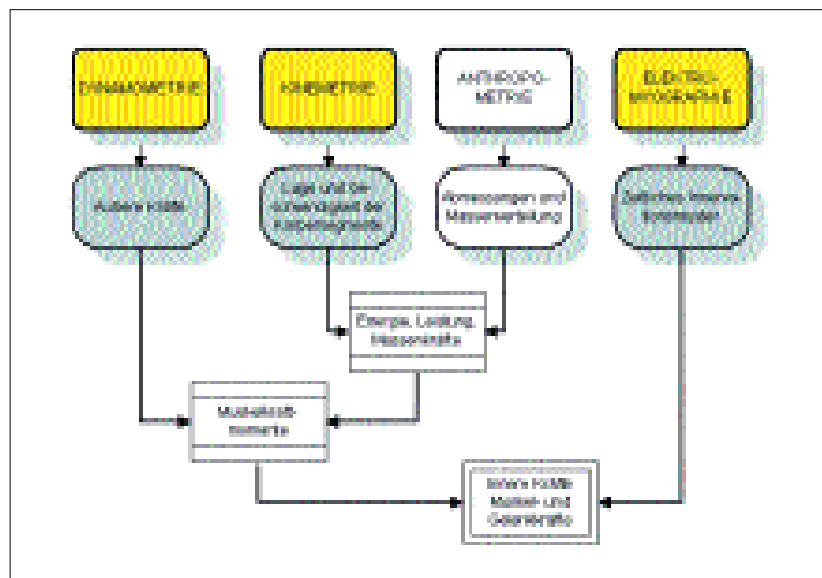 DYNAMOMETRIE
KINEMETRIE
ANTHROPO-
METRIE
ELEKTRO-
MYOGRAPHIE
Äußere Kräfte
Lage und Ge-
schwindigkeit der
Körpersegmente
Abmessungen und
Massenverteilung
Zeitliches
Energie, Leistung,
Massenkräfte
Muskelkraft-
momente
Innere Kräfte
Muskel- und
Gelenkkräfte